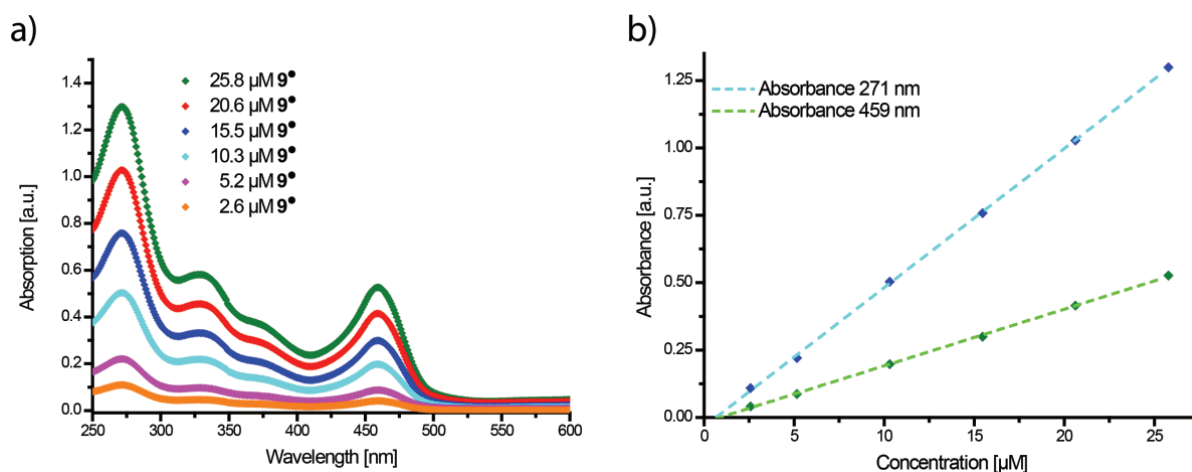 a)
1.4
1.2
1.0
0.8
0.6
0.4
0.2
0.0
Absorption [a.u.]
25.8 µM 9•
20.6 µM 9•
15.5 µM 9•
10.3 µM 9•
5.2 µM 9•
2.6 µM 9•
250 300 350 400 450 500 550 600
Wavelength [nm]
b)
1.25
1.00
0.75
0.50
0.25
0.00
Absorbance [a.u.]
Absorbance 271 nm
Absorbance 459 nm
0 5 10 15 20 25
Concentration [µM]